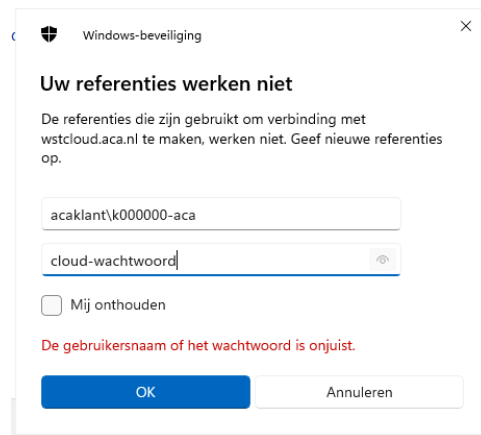 Windows-beveiliging
Uw referenties werken niet
De referenties die zijn gebruikt om verbinding met
wstcloud.aca.nl te maken, werken niet. Geef nieuwe referenties
op.
acaklant\k000000-aca
cloud-wachtwoord
Mij onthouden
De gebruikersnaam of het wachtwoord is onjuist.
OK
Annuleren